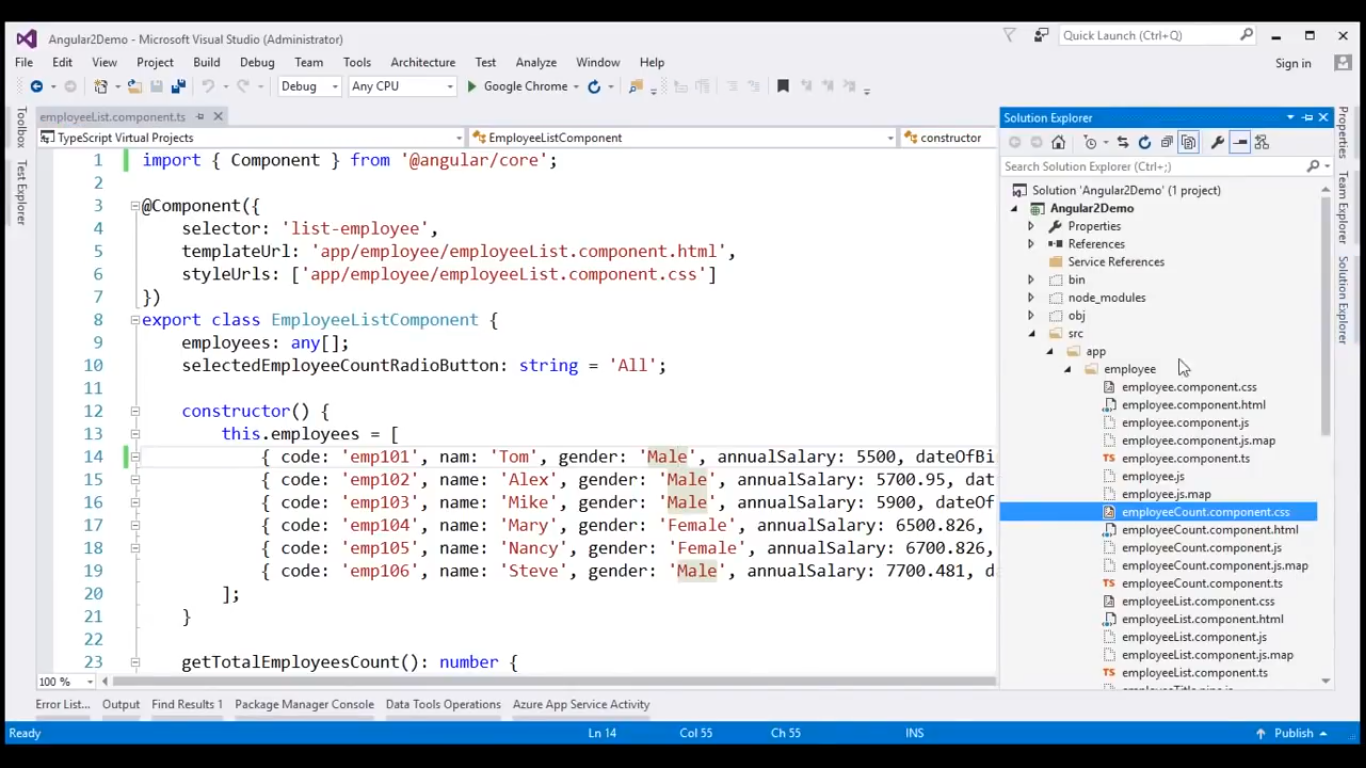 Angular2Demo - Microsoft Visual Studio (Administrator)
Quick Launch (Ctrl+Q)
File Edit View Project Build Debug Team Tools Architecture Test Analyze Window Help
Sign in
Debug Any CPU Google Chrome
Toolbox
Test Explorer
employeeList.component.ts
TypeScript Virtual Projects EmployeeListComponent constructor
1 import { Component } from '@angular/core';
2
3 @Component({
4 selector: 'list-employee',
5 templateUrl: 'app/employee/employeeList.component.html',
6 styleUrls: ['app/employee/employeeList.component.css']
7 })
8 export class EmployeeListComponent {
9 employees: any[];
10 selectedEmployeeCountRadioButton: string = 'All';
11
12 constructor() {
13 this.employees = [
14 { code: 'emp101', nam: 'Tom', gender: 'Male', annualSalary: 5500, dateOfBi
15 { code: 'emp102', name: 'Alex', gender: 'Male', annualSalary: 5700.95, dat
16 { code: 'emp103', name: 'Mike', gender: 'Male', annualSalary: 5900, dateO
17 { code: 'emp104', name: 'Mary', gender: 'Female', annualSalary: 6500.826,
18 { code: 'emp105', name: 'Nancy', gender: 'Female', annualSalary: 6700.826,
19 { code: 'emp106', name: 'Steve', gender: 'Male', annualSalary: 7700.481, d
20 ];
21 }
22
23 getTotalEmployeesCount(): number {
100 %
Solution Explorer
Search Solution Explorer (Ctrl+;)
Solution 'Angular2Demo' (1 project)
Angular2Demo
Properties
References
Service References
bin
node_modules
obj
src
app
employee
employee.component.css
employee.component.html
employee.component.js
employee.component.js.map
employee.component.ts
employee.js
employee.js.map
employeeCount.component.css
employeeCount.component.html
employeeCount.component.js
employeeCount.component.js.map
employeeCount.component.ts
employeeList.component.css
employeeList.component.html
employeeList.component.js
employeeList.component.js.map
employeeList.component.ts
Properties
Team Explorer
Solution Explorer
Error List... Output Find Results 1 Package Manager Console Data Tools Operations Azure App Service Activity
Ready Ln 14 Col 55 Ch 55 INS Publish